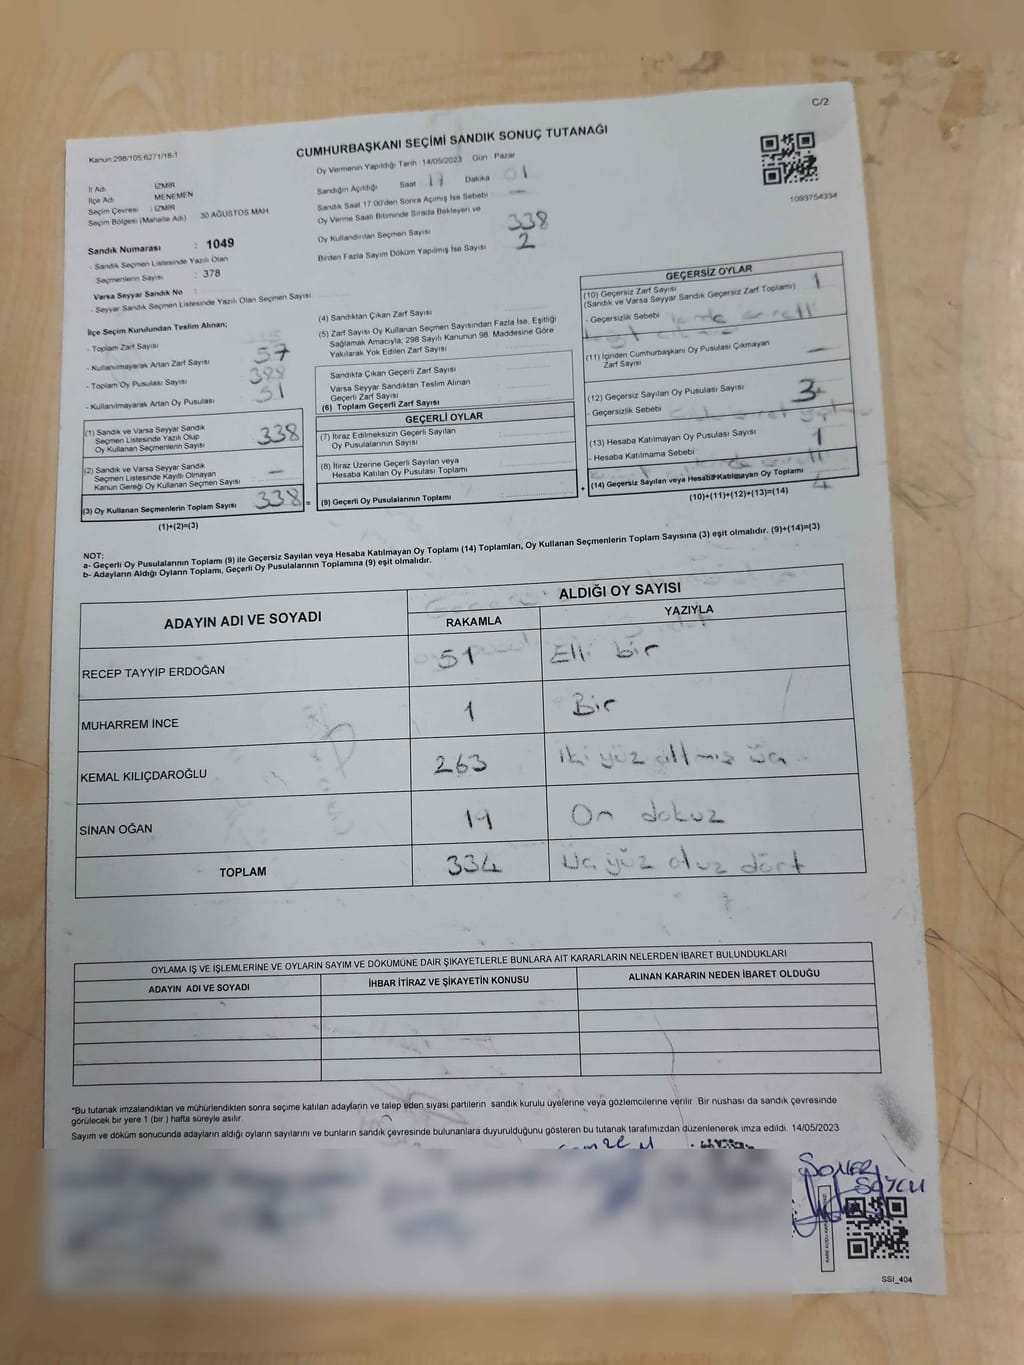 C/2
Kanun:298/105;6271/18-1
CUMHURBAŞKANI SEÇİMİ SANDIK SONUÇ TUTANAĞI
1093754334
İl Adı İZMİR
İlçe Adı MENEMEN
Seçim Çevresi : İZMİR
Seçim Bölgesi (Mahalle Adı) 30 AĞUSTOS MAH
Sandık Numarası : 1049
- Sandık Seçmen Listesinde Yazılı Olan
Seçmenlerin Sayısı : 378
Varsa Seyyar Sandık No :
- Seyyar Sandık Seçmen Listesinde Yazılı Olan Seçmen Sayısı
Oy Vermenin Yapıldığı Tarih 14/05/2023 Gün Pazar
Sandığın Açıldığı Saat 17 Dakika 01
Sandık Saat 17:00'den Sonra Açmış İse Sebebi —
Oy Verme Saati Bitiminde Sırada Bekleyen ve
Oy Kullandırılan Seçmen Sayısı 338
Birden Fazla Sayım Döküm Yapılmış İse Sayısı 2
İlçe Seçim Kurulundan Teslim Alınan;
- Toplam Zarf Sayısı
- Kullanılmayarak Artan Zarf Sayısı 57
- Toplam Oy Pusulası Sayısı
- Kullanılmayarak Artan Oy Pusulası 51
(1) Sandık ve Varsa Seyyar Sandık
Seçmen Listesinde Yazılı Olup
Oy Kullanan Seçmenlerin Sayısı 338
(2) Sandık ve Varsa Seyyar Sandık
Seçmen Listesinde Kayıtlı Olmayan
Kanun Gereği Oy Kullanan Seçmen Sayısı —
(3) Oy Kullanan Seçmenlerin Toplam Sayısı 338 =
(1)+(2)=(3)
(4) Sandıktan Çıkan Zarf Sayısı
(5) Zarf Sayısı Oy Kullanan Seçmen Sayısından Fazla İse, Eşitliği
Sağlamak Amacıyla, 298 Sayılı Kanunun 98. Maddesine Göre
Yakılarak Yok Edilen Zarf Sayısı
Sandıkta Çıkan Geçerli Zarf Sayısı
Varsa Seyyar Sandıktan Teslim Alınan
Geçerli Zarf Sayısı
(6) Toplam Geçerli Zarf Sayısı
GEÇERLİ OYLAR
(7) İtiraz Edilmeksizin Geçerli Sayılan
Oy Pusulalarının Sayısı
(8) İtiraz Üzerine Geçerli Sayılan veya
Hesaba Katılan Oy Pusulası Toplamı
(9) Geçerli Oy Pusulalarının Toplamı +
GEÇERSİZ OYLAR
(10) Geçersiz Zarf Sayısı
(Sandık ve Varsa Seyyar Sandık Geçersiz Zarf Toplamı) 1
- Geçersizlik Sebebi
(11) İçinden Cumhurbaşkanı Oy Pusulası Çıkmayan
Zarf Sayısı —
(12) Geçersiz Sayılan Oy Pusulası Sayısı 3
- Geçersizlik Sebebi
(13) Hesaba Katılmayan Oy Pusulası Sayısı 1
- Hesaba Katılmama Sebebi
(14) Geçersiz Sayılan veya Hesaba Katılmayan Oy Toplamı 4
(10)+(11)+(12)+(13)=(14)
NOT:
a- Geçerli Oy Pusulalarının Toplamı (9) ile Geçersiz Sayılan veya Hesaba Katılmayan Oy Toplamı (14) Toplamları, Oy Kullanan Seçmenlerin Toplam Sayısına (3) eşit olmalıdır. (9)+(14)=(3)
b- Adayların Aldığı Oyların Toplamı, Geçerli Oy Pusulalarının Toplamına (9) eşit olmalıdır.
ADAYIN ADI VE SOYADI ALDIĞI OY SAYISI
RAKAMLA YAZIYLA
RECEP TAYYİP ERDOĞAN 51 Elli bir
MUHARREM İNCE 1 Bir
KEMAL KILIÇDAROĞLU 263 İki yüz altmış üç
SİNAN OĞAN 19 On dokuz
TOPLAM 334 Üç yüz otuz dört
OYLAMA İŞ VE İŞLEMLERİNE VE OYLARIN SAYIM VE DÖKÜMÜNE DAİR ŞİKAYETLERLE BUNLARA AİT KARARLARIN NELERDEN İBARET BULUNDUKLARI
ADAYIN ADI VE SOYADI İHBAR İTİRAZ VE ŞİKAYETİN KONUSU ALINAN KARARIN NEDEN İBARET OLDUĞU
*Bu tutanak imzalandıktan ve mühürlendikten sonra seçime katılan adayların ve talep eden siyasi partilerin sandık kurulu üyelerine veya gözlemcilerine verilir. Bir nüshası da sandık çevresinde
görülecek bir yere 1 (bir) hafta süreyle asılır.
Sayım ve döküm sonucunda adayların aldığı oyların sayılarını ve bunların sandık çevresinde bulunanlara duyurulduğunu gösteren bu tutanak tarafımızdan düzenlenerek imza edildi. 14/05/2023
SONER
SOYCU
SSI_404